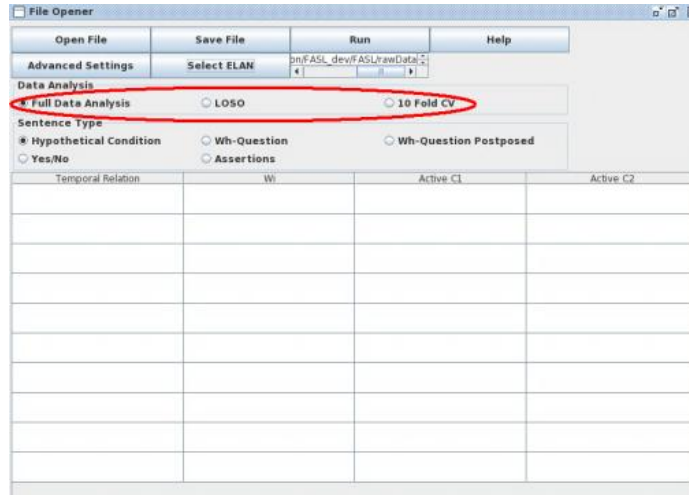 File Opener
Open File Save File Run Help
Advanced Settings Select ELAN on/FASL_dev/FASL/rawData
Data Analysis
Full Data Analysis LOSO 10 Fold CV
Sentence Type
Hypothetical Condition Wh-Question Wh-Question Postposed
Yes/No Assertions
Temporal Relation Wi Active C1 Active C2